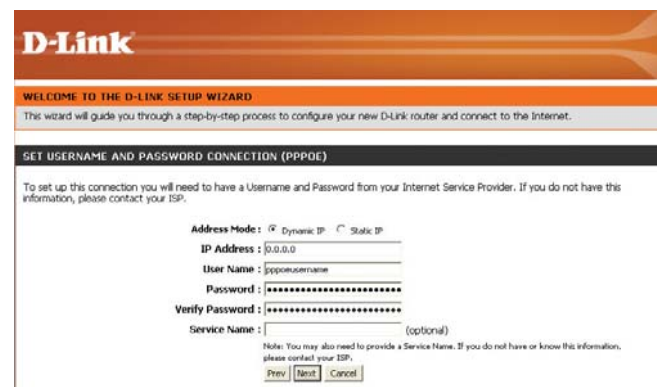 D-Link
WELCOME TO THE D-LINK SETUP WIZARD
This wizard will guide you through a step-by-step process to configure your new D-Link router and connect to the Internet.
SET USERNAME AND PASSWORD CONNECTION (PPPOE)
To set up this connection you will need to have a Username and Password from your Internet Service Provider. If you do not have this
information, please contact your ISP.
Address Mode : Dynamic IP Static IP
IP Address : 0.0.0.0
User Name : pppoeusername
Password : ••••••••••••••••••••••••
Verify Password : ••••••••••••••••••••••••
Service Name : (optional)
Note: You may also need to provide a Service Name. If you do not have or know this information,
please contact your ISP.
Prev Next Cancel